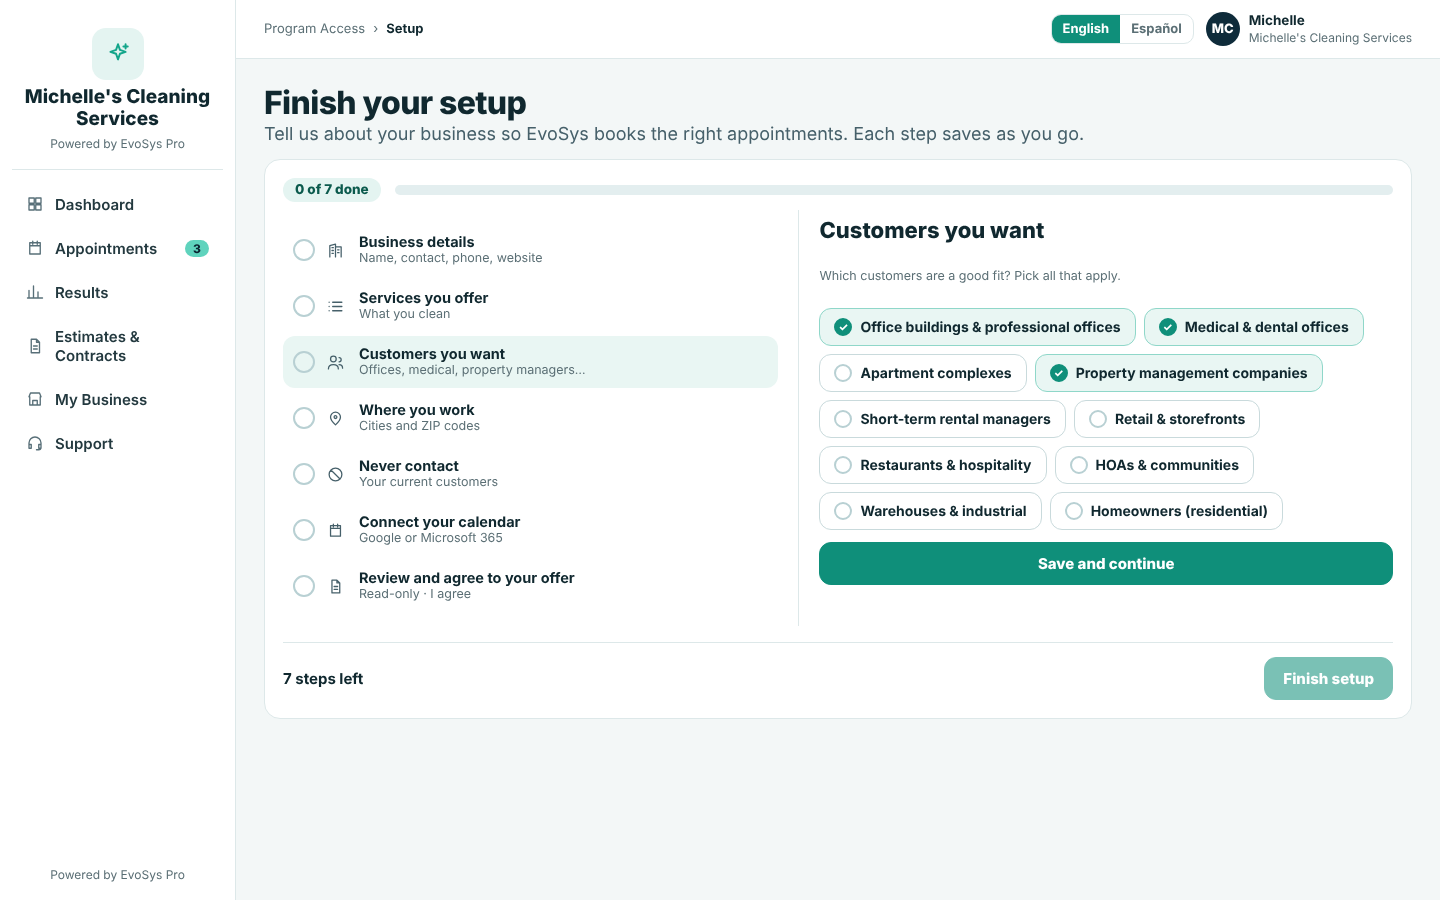 Michelle's Cleaning
Services
Powered by EvoSys Pro
Dashboard
Appointments 3
Results
Estimates &
Contracts
My Business
Support
Powered by EvoSys Pro
Program Access › Setup
English Español
MC
Michelle
Michelle's Cleaning Services
Finish your setup
Tell us about your business so EvoSys books the right appointments. Each step saves as you go.
0 of 7 done
Business details
Name, contact, phone, website
Services you offer
What you clean
Customers you want
Offices, medical, property managers...
Where you work
Cities and ZIP codes
Never contact
Your current customers
Connect your calendar
Google or Microsoft 365
Review and agree to your offer
Read-only · I agree
Customers you want
Which customers are a good fit? Pick all that apply.
Office buildings & professional offices
Medical & dental offices
Apartment complexes
Property management companies
Short-term rental managers
Retail & storefronts
Restaurants & hospitality
HOAs & communities
Warehouses & industrial
Homeowners (residential)
Save and continue
7 steps left
Finish setup